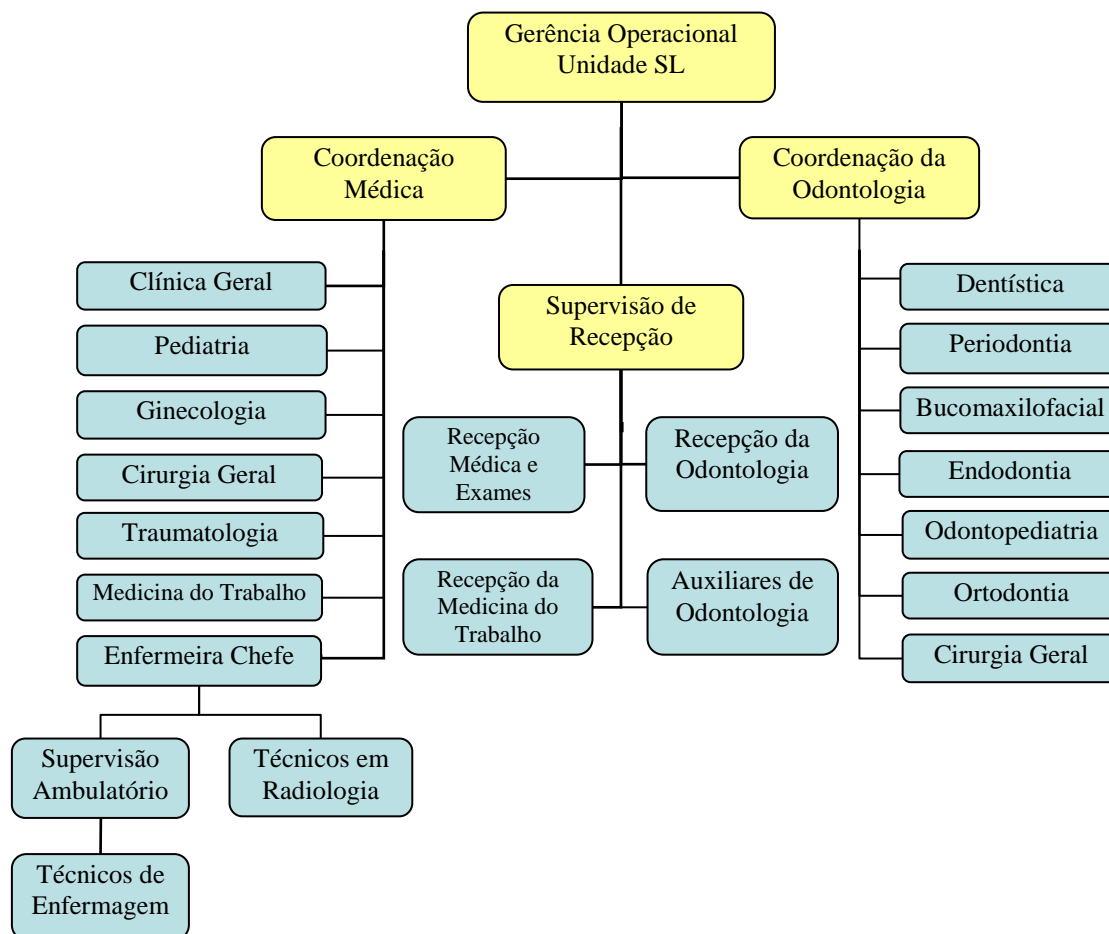 Gerência Operacional
Unidade SL
Coordenação
Médica
Coordenação da
Odontologia
Clínica Geral
Pediatria
Ginecologia
Cirurgia Geral
Traumatologia
Medicina do Trabalho
Enfermeira Chefe
Supervisão
Ambulatório
Técnicos em
Radiologia
Técnicos de
Enfermagem
Supervisão de
Recepção
Recepção
Médica e
Exames
Recepção da
Odontologia
Recepção da
Medicina do
Trabalho
Auxiliares de
Odontologia
Dentística
Periodontia
Bucomaxilofacial
Endodontia
Odontopediatria
Ortodontia
Cirurgia Geral